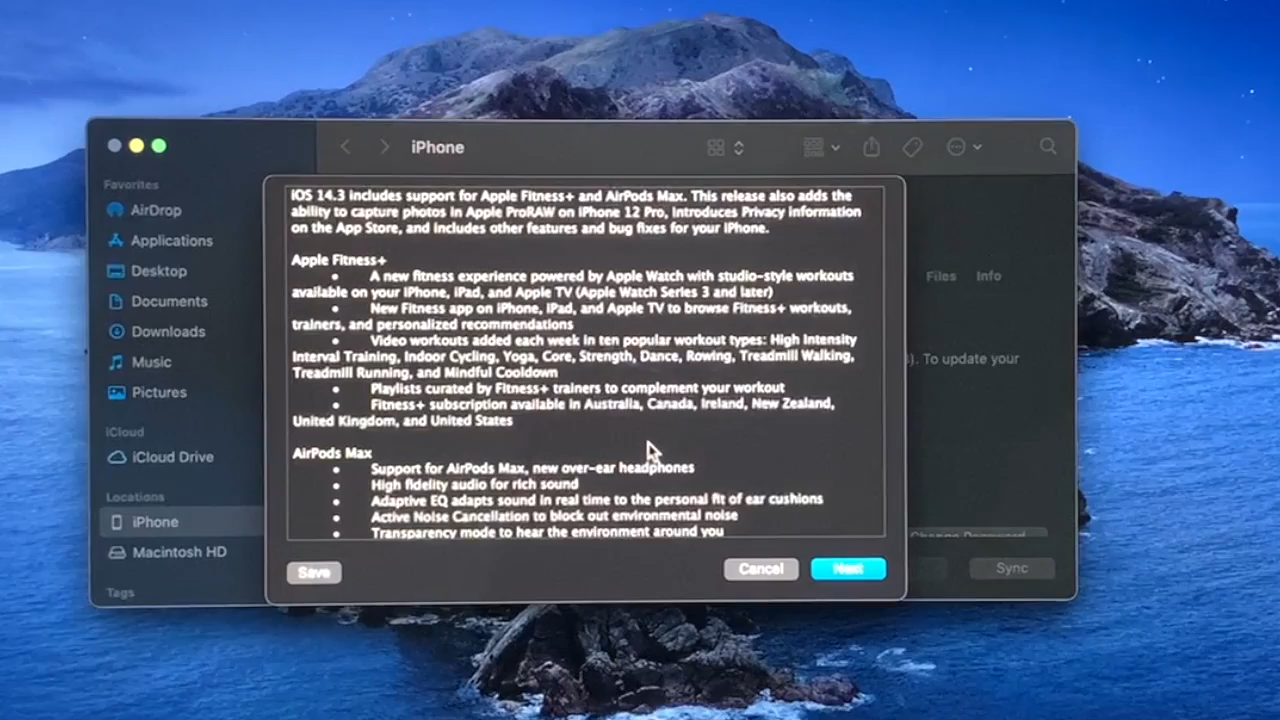 iPhone
Favorites
AirDrop
Applications
Desktop
Documents
Downloads
Music
Pictures
iCloud
iCloud Drive
Locations
iPhone
Macintosh HD
Tags
iOS 14.3 includes support for Apple Fitness+ and AirPods Max. This release also adds the
ability to capture photos in Apple ProRAW on iPhone 12 Pro, introduces Privacy information
on the App Store, and includes other features and bug fixes for your iPhone.
Apple Fitness+
• A new fitness experience powered by Apple Watch with studio-style workouts
available on your iPhone, iPad, and Apple TV (Apple Watch Series 3 and later)
• New Fitness app on iPhone, iPad, and Apple TV to browse Fitness+ workouts,
trainers, and personalized recommendations
• Video workouts added each week in ten popular workout types: High Intensity
Interval Training, Indoor Cycling, Yoga, Core, Strength, Dance, Rowing, Treadmill Walking,
Treadmill Running, and Mindful Cooldown
• Playlists curated by Fitness+ trainers to complement your workout
• Fitness+ subscription available in Australia, Canada, Ireland, New Zealand,
United Kingdom, and United States
AirPods Max
• Support for AirPods Max, new over-ear headphones
• High fidelity audio for rich sound
• Adaptive EQ adapts sound in real time to the personal fit of ear cushions
• Active Noise Cancellation to block out environmental noise
• Transparency mode to hear the environment around you
Save
Cancel
Next
Files
Info
). To update your
Change Password
Sync